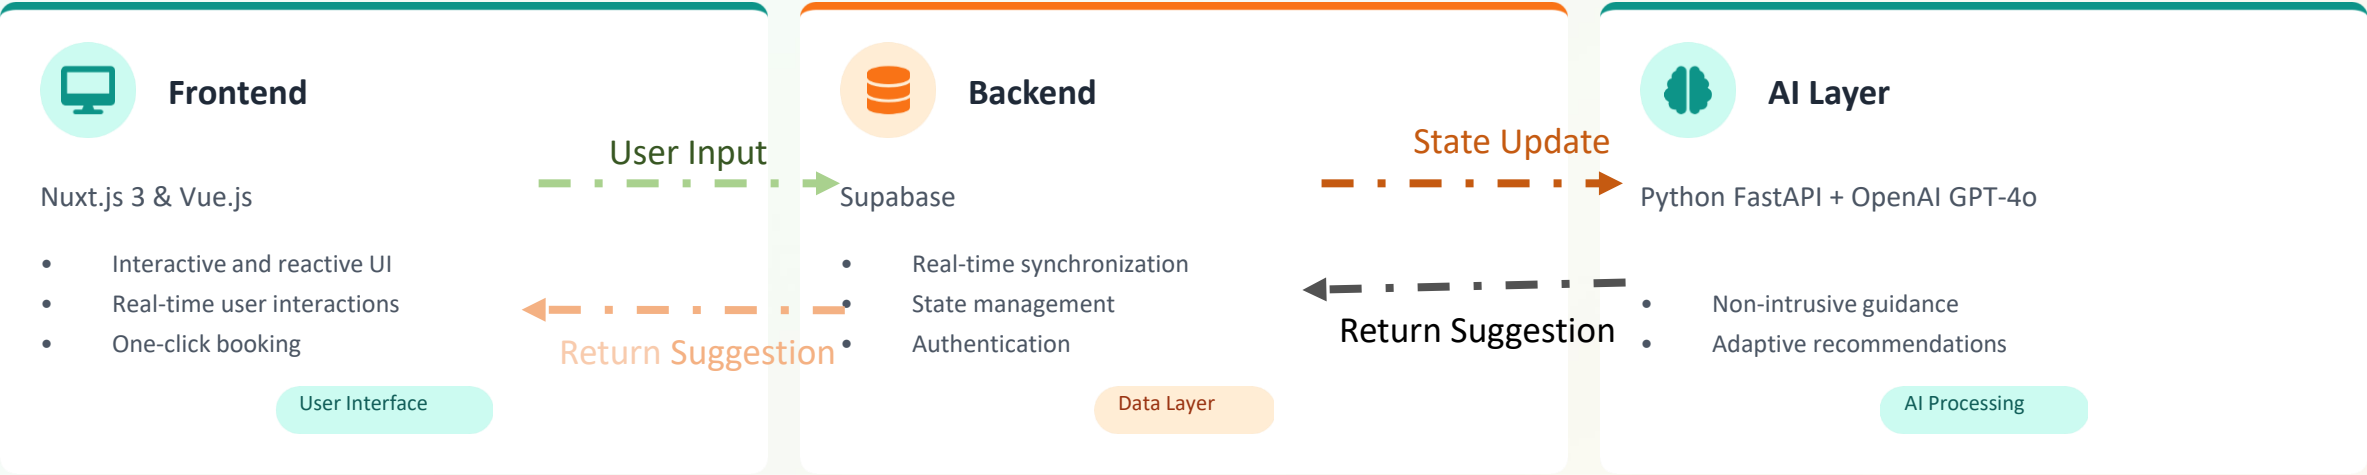 Frontend
Nuxt.js 3 & Vue.js
• Interactive and reactive UI
• Real-time user interactions
• One-click booking
User Interface
User Input
Return Suggestion
Backend
Supabase
• Real-time synchronization
• State management
• Authentication
Data Layer
State Update
Return Suggestion
AI Layer
Python FastAPI + OpenAI GPT-4o
• Non-intrusive guidance
• Adaptive recommendations
AI Processing